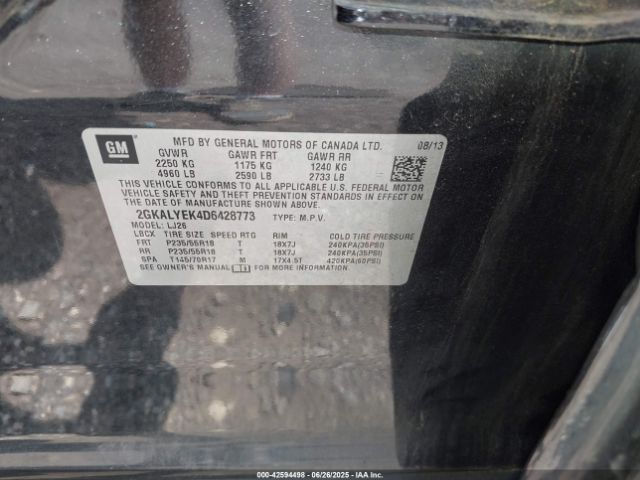 GM
MFD BY GENERAL MOTORS OF CANADA LTD. 08/13
GVWR GAWR FRT GAWR RR
2250 KG 1175 KG 1240 KG
4960 LB 2590 LB 2733 LB
THIS VEHICLE CONFORMS TO ALL APPLICABLE U.S. FEDERAL MOTOR
VEHICLE SAFETY AND THEFT PREVENTION STANDARDS IN EFFECT ON
THE DATE OF MANUFACTURE SHOWN ABOVE.
2GKALYEK4D6428773 TYPE: M.P.V.
MODEL: LJ26
LBCX TIRE SIZE SPEED RTG RIM COLD TIRE PRESSURE
FRT P235/55R18 T 18X7J 240KPA(35PSI)
RR P235/55R18 T 18X7J 240KPA(35PSI)
SPA T145/70R17 M 17X4.5T 420KPA(60PSI)
SEE OWNER'S MANUAL FOR MORE INFORMATION.
000-42594498 - 06/26/2025 - IAAI.com